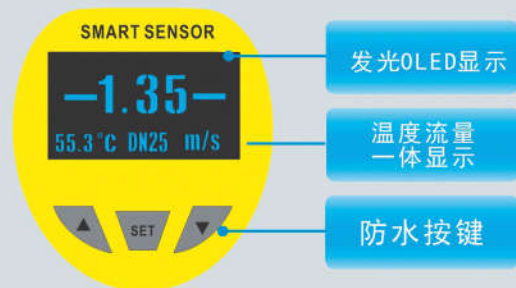 SMART SENSOR
发光OLED显示
—1.35—
55.3°C DN25 m/s
温度流量
一体显示
▲ SET ▼
防水按键